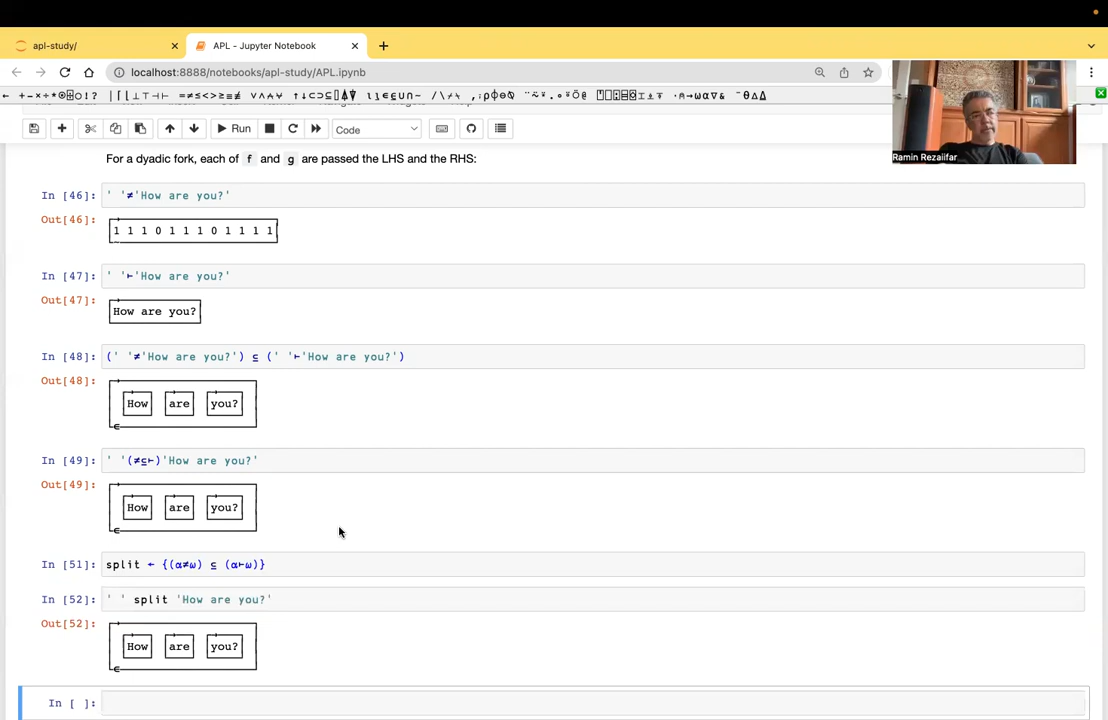 apl-study/
APL - Jupyter Notebook
localhost:8888/notebooks/apl-study/APL.ipynb
Run
Code
Ramin Rezaiifar
For a dyadic fork, each of f and g are passed the LHS and the RHS:
In [46]: ' '≠'How are you?'
Out[46]:
1 1 1 0 1 1 1 0 1 1 1 1
In [47]: ' '⊢'How are you?'
Out[47]:
How are you?
In [48]: (' '≠'How are you?') ⊆ (' '⊢'How are you?')
Out[48]:
How are you?
In [49]: ' '(≠⊆⊢)'How are you?'
Out[49]:
How are you?
In [51]: split ← {(⍺≠⍵) ⊆ (⍺⊢⍵)}
In [52]: ' ' split 'How are you?'
Out[52]:
How are you?
In [ ]: